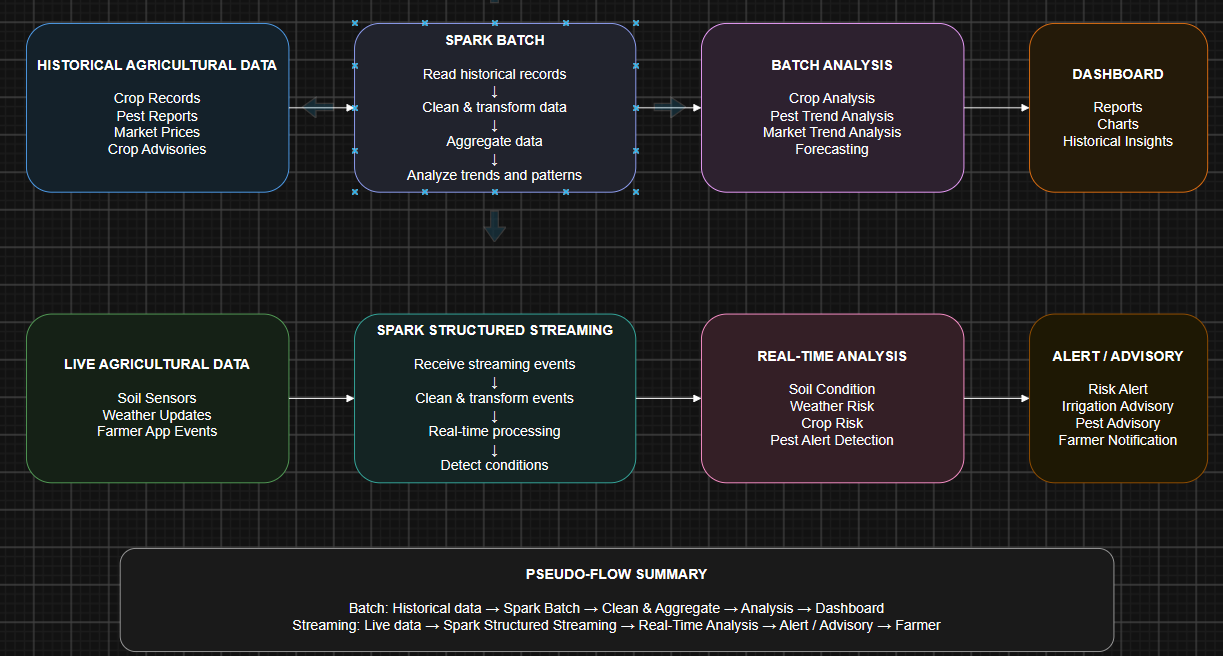 HISTORICAL AGRICULTURAL DATA
Crop Records
Pest Reports
Market Prices
Crop Advisories
SPARK BATCH
Read historical records
↓
Clean & transform data
↓
Aggregate data
↓
Analyze trends and patterns
BATCH ANALYSIS
Crop Analysis
Pest Trend Analysis
Market Trend Analysis
Forecasting
DASHBOARD
Reports
Charts
Historical Insights
LIVE AGRICULTURAL DATA
Soil Sensors
Weather Updates
Farmer App Events
SPARK STRUCTURED STREAMING
Receive streaming events
↓
Clean & transform events
↓
Real-time processing
↓
Detect conditions
REAL-TIME ANALYSIS
Soil Condition
Weather Risk
Crop Risk
Pest Alert Detection
ALERT / ADVISORY
Risk Alert
Irrigation Advisory
Pest Advisory
Farmer Notification
PSEUDO-FLOW SUMMARY
Batch: Historical data → Spark Batch → Clean & Aggregate → Analysis → Dashboard
Streaming: Live data → Spark Structured Streaming → Real-Time Analysis → Alert / Advisory → Farmer